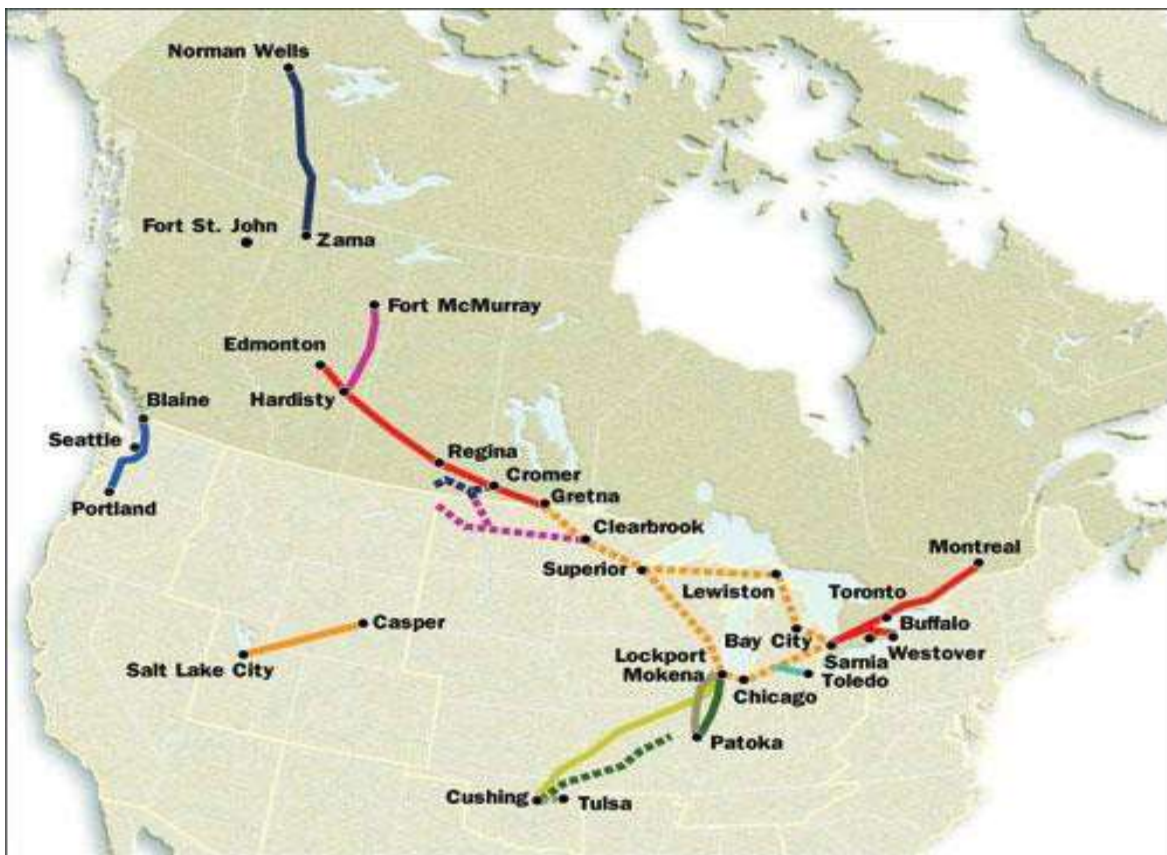 Norman Wells
Fort St. John
Zama
Fort McMurray
Edmonton
Hardisty
Blaine
Seattle
Portland
Regina
Cromer
Gretna
Clearbrook
Superior
Lewiston
Montreal
Toronto
Buffalo
Bay City
Westover
Sarnia
Toledo
Lockport
Mokena
Chicago
Casper
Salt Lake City
Patoka
Cushing
Tulsa